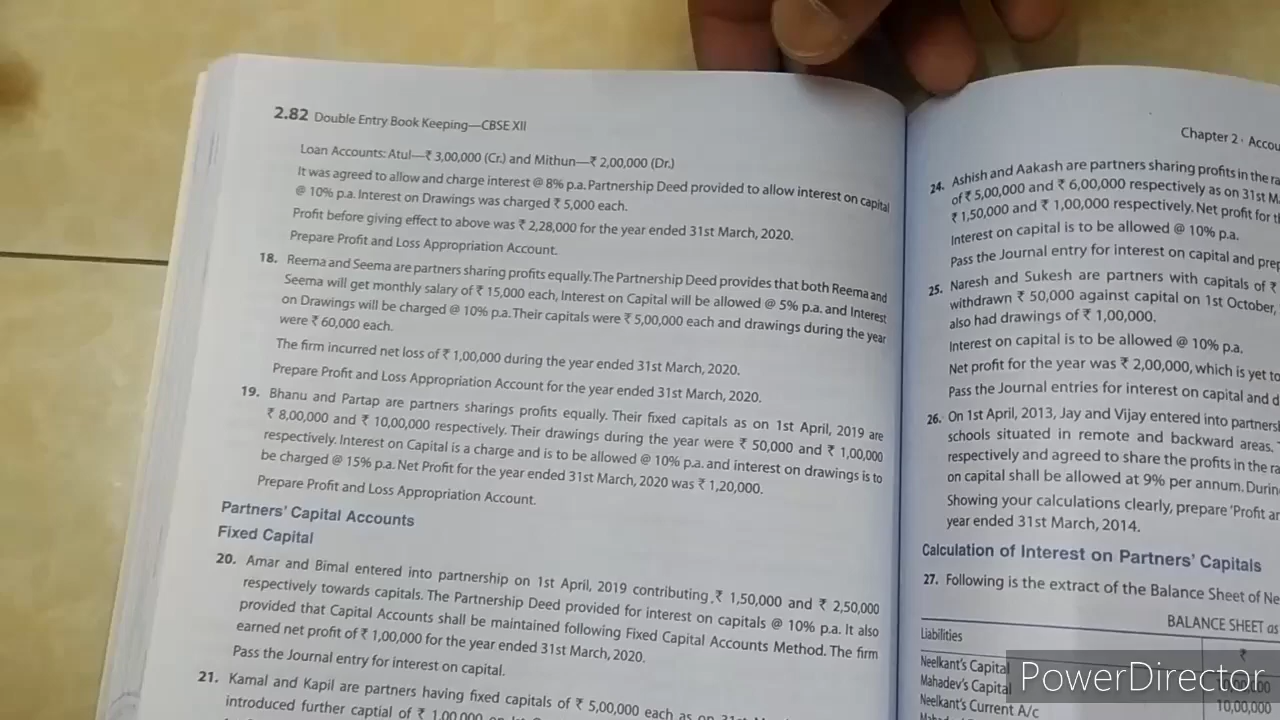 2.82 Double Entry Book Keeping—CBSE XII
Loan Accounts: Atul—₹ 3,00,000 (Cr.) and Mithun—₹ 2,00,000 (Dr.)
It was agreed to allow and charge interest @ 8% p.a. Partnership Deed provided to allow interest on capital
@ 10% p.a. Interest on Drawings was charged ₹ 5,000 each.
Profit before giving effect to above was ₹ 2,28,000 for the year ended 31st March, 2020.
Prepare Profit and Loss Appropriation Account.
18. Reema and Seema are partners sharing profits equally. The Partnership Deed provides that both Reema and
Seema will get monthly salary of ₹ 15,000 each, Interest on Capital will be allowed @ 5% p.a. and Interest
on Drawings will be charged @ 10% p.a. Their capitals were ₹ 5,00,000 each and drawings during the year
were ₹ 60,000 each.
The firm incurred net loss of ₹ 1,00,000 during the year ended 31st March, 2020.
Prepare Profit and Loss Appropriation Account for the year ended 31st March, 2020.
19. Bhanu and Partap are partners sharings profits equally. Their fixed capitals as on 1st April, 2019 are
₹ 8,00,000 and ₹ 10,00,000 respectively. Their drawings during the year were ₹ 50,000 and ₹ 1,00,000
respectively. Interest on Capital is a charge and is to be allowed @ 10% p.a. and interest on drawings is to
be charged @ 15% p.a. Net Profit for the year ended 31st March, 2020 was ₹ 1,20,000.
Prepare Profit and Loss Appropriation Account.
Partners' Capital Accounts
Fixed Capital
20. Amar and Bimal entered into partnership on 1st April, 2019 contributing ₹ 1,50,000 and ₹ 2,50,000
respectively towards capitals. The Partnership Deed provided for interest on capitals @ 10% p.a. It also
provided that Capital Accounts shall be maintained following Fixed Capital Accounts Method. The firm
earned net profit of ₹ 1,00,000 for the year ended 31st March, 2020.
Pass the Journal entry for interest on capital.
21. Kamal and Kapil are partners having fixed capitals of ₹ 5,00,000 each as on 31st
introduced further captial of ₹ 1,00,000 on
Chapter 2 · Accou
24. Ashish and Aakash are partners sharing profits in the ra
of ₹ 5,00,000 and ₹ 6,00,000 respectively as on 31st M
₹ 1,50,000 and ₹ 1,00,000 respectively. Net profit for t
Interest on capital is to be allowed @ 10% p.a.
Pass the Journal entry for interest on capital and prep
25. Naresh and Sukesh are partners with capitals of ₹
withdrawn ₹ 50,000 against capital on 1st October,
also had drawings of ₹ 1,00,000.
Interest on capital is to be allowed @ 10% p.a.
Net profit for the year was ₹ 2,00,000, which is yet to
Pass the Journal entries for interest on capital and d
26. On 1st April, 2013, Jay and Vijay entered into partners
schools situated in remote and backward areas.
respectively and agreed to share the profits in the ra
on capital shall be allowed at 9% per annum. Durin
Showing your calculations clearly, prepare 'Profit ar
year ended 31st March, 2014.
Calculation of Interest on Partners' Capitals
27. Following is the extract of the Balance Sheet of Ne
BALANCE SHEET as
Liabilities ₹
Neelkant's Capital
Mahadev's Capital
Neelkant's Current A/c 10,00,000
PowerDirector